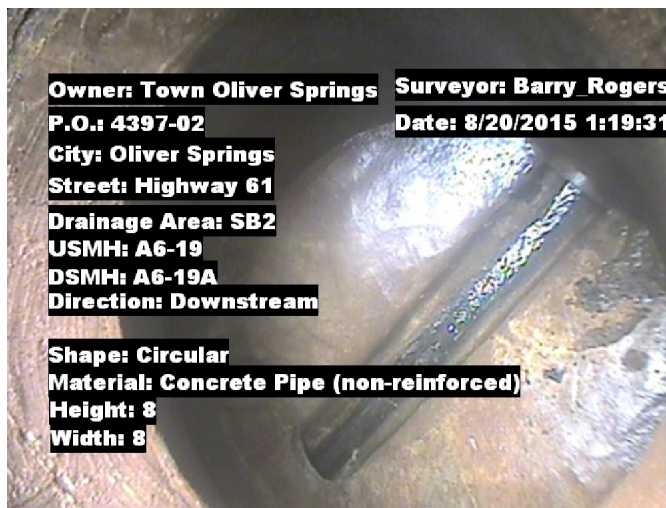 Owner: Town Oliver Springs
Surveyor: Barry_Rogers
P.O.: 4397-02
Date: 8/20/2015 1:19:31
City: Oliver Springs
Street: Highway 61
Drainage Area: SB2
USMH: A6-19
DSMH: A6-19A
Direction: Downstream
Shape: Circular
Material: Concrete Pipe (non-reinforced)
Height: 8
Width: 8